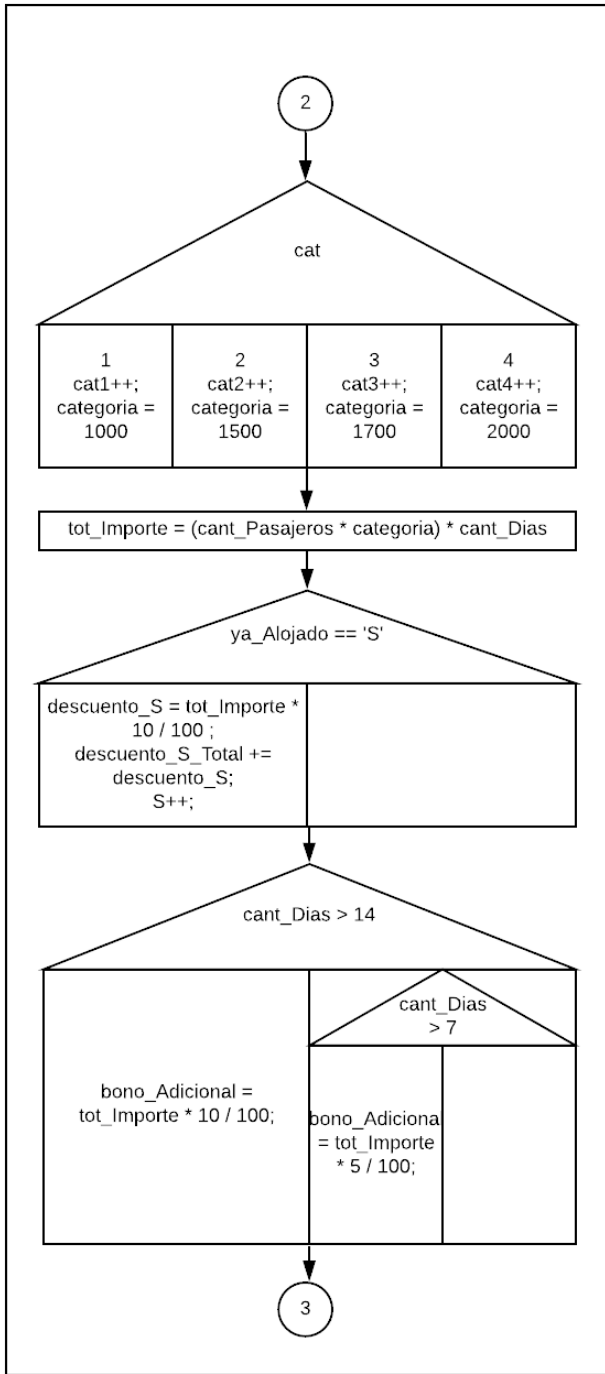 2
cat
1
cat1++;
categoria =
1000
2
cat2++;
categoria =
1500
3
cat3++;
categoria =
1700
4
cat4++;
categoria =
2000
tot_Importe = (cant_Pasajeros * categoria) * cant_Dias
ya_Alojado == 'S'
descuento_S = tot_Importe *
10 / 100 ;
descuento_S_Total +=
descuento_S;
S++;
cant_Dias > 14
bono_Adicional =
tot_Importe * 10 / 100;
cant_Dias
> 7
bono_Adicional
= tot_Importe
* 5 / 100;
3